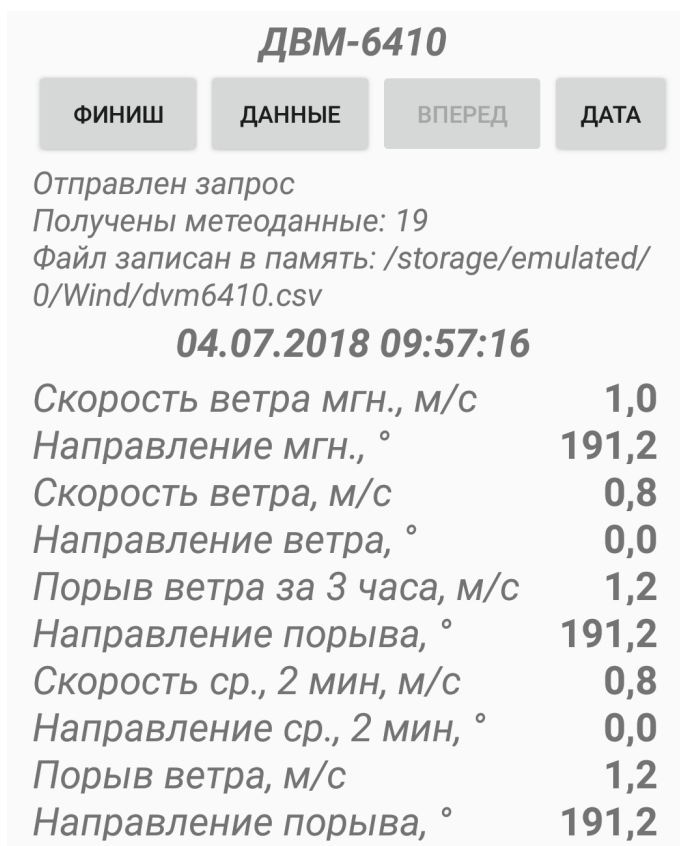 ДВМ-6410
ФИНИШ ДАННЫЕ ВПЕРЕД ДАТА
Отправлен запрос
Получены метеоданные: 19
Файл записан в память: /storage/emulated/
0/Wind/dvm6410.csv
04.07.2018 09:57:16
Скорость ветра мгн., м/с 1,0
Направление мгн., ° 191,2
Скорость ветра, м/с 0,8
Направление ветра, ° 0,0
Порыв ветра за 3 часа, м/с 1,2
Направление порыва, ° 191,2
Скорость ср., 2 мин, м/с 0,8
Направление ср., 2 мин, ° 0,0
Порыв ветра, м/с 1,2
Направление порыва, ° 191,2